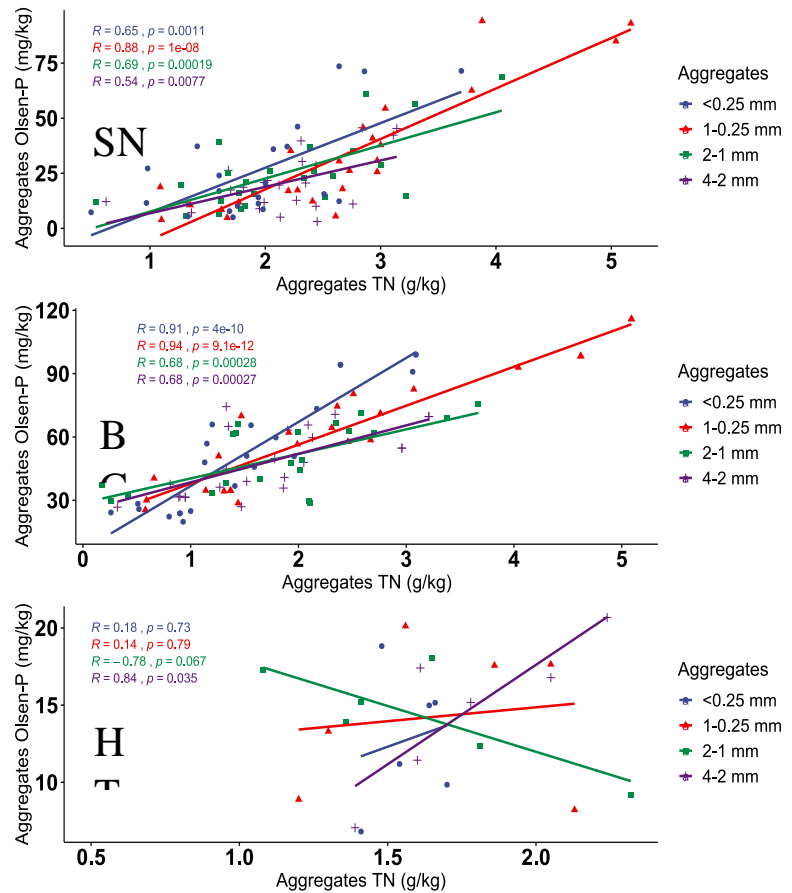 Aggregates Olsen-P (mg/kg)
R = 0.65 , p = 0.0011
R = 0.88 , p = 1e-08
R = 0.69 , p = 0.00019
R = 0.54 , p = 0.0077
SN
75
50
25
0
1
2
3
4
5
Aggregates TN (g/kg)
Aggregates
<0.25 mm
1-0.25 mm
2-1 mm
4-2 mm
Aggregates Olsen-P (mg/kg)
R = 0.91 , p = 4e-10
R = 0.94 , p = 9.1e-12
R = 0.68 , p = 0.00028
R = 0.68 , p = 0.00027
B
C
120
90
60
30
0
1
2
3
4
5
Aggregates TN (g/kg)
Aggregates
<0.25 mm
1-0.25 mm
2-1 mm
4-2 mm
Aggregates Olsen-P (mg/kg)
R = 0.18 , p = 0.73
R = 0.14 , p = 0.79
R = −0.78 , p = 0.067
R = 0.84 , p = 0.035
H
T
20
15
10
0.5
1.0
1.5
2.0
Aggregates TN (g/kg)
Aggregates
<0.25 mm
1-0.25 mm
2-1 mm
4-2 mm